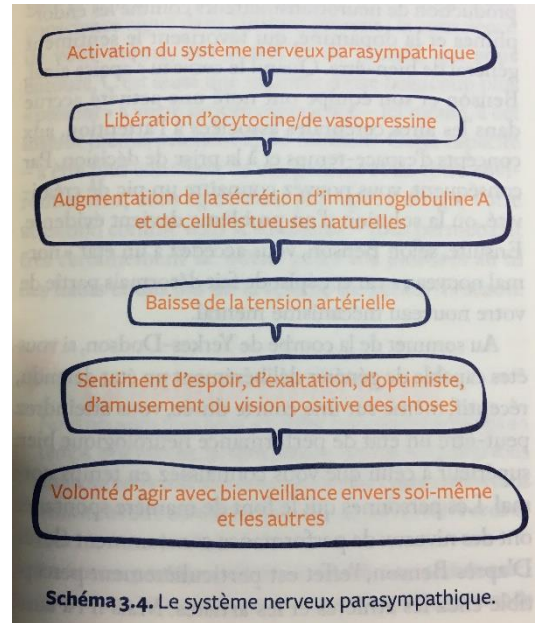 Activation du système nerveux parasympathique
Libération d'ocytocine/de vasopressine
Augmentation de la sécrétion d'immunoglobuline A
et de cellules tueuses naturelles
Baisse de la tension artérielle
Sentiment d'espoir, d'exaltation, d'optimiste,
d'amusement ou vision positive des choses
Volonté d'agir avec bienveillance envers soi-même
et les autres
Schéma 3.4. Le système nerveux parasympathique.